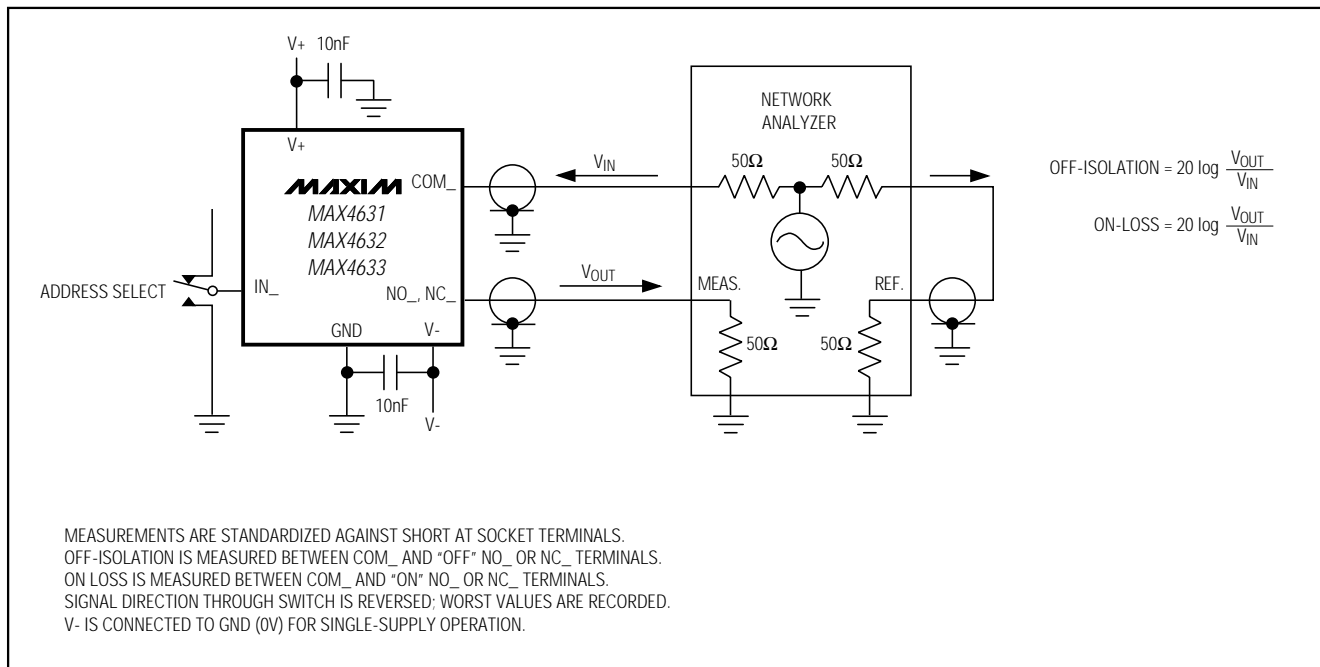 V+ 10nF
V+
MAXIM
MAX4631
MAX4632
MAX4633
COM_
NO_, NC_
IN_
GND V-
ADDRESS SELECT
10nF
V-
VIN
VOUT
NETWORK
ANALYZER
50Ω 50Ω
MEAS. REF.
50Ω 50Ω
OFF-ISOLATION = 20 log VOUT
VIN
ON-LOSS = 20 log VOUT
VIN
MEASUREMENTS ARE STANDARDIZED AGAINST SHORT AT SOCKET TERMINALS.
OFF-ISOLATION IS MEASURED BETWEEN COM_ AND "OFF" NO_ OR NC_ TERMINALS.
ON LOSS IS MEASURED BETWEEN COM_ AND "ON" NO_ OR NC_ TERMINALS.
SIGNAL DIRECTION THROUGH SWITCH IS REVERSED; WORST VALUES ARE RECORDED.
V- IS CONNECTED TO GND (0V) FOR SINGLE-SUPPLY OPERATION.